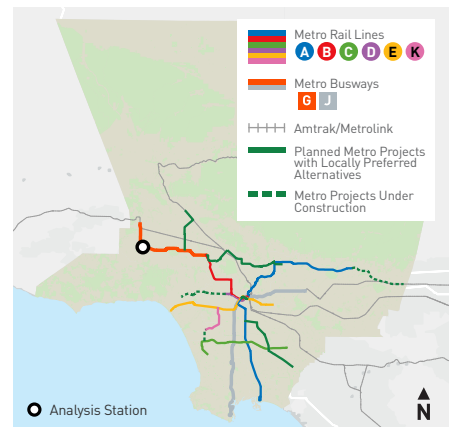 Metro Rail Lines
A B C D E K
Metro Busways
G J
Amtrak/Metrolink
Planned Metro Projects
with Locally Preferred
Alternatives
Metro Projects Under
Construction
Analysis Station
N